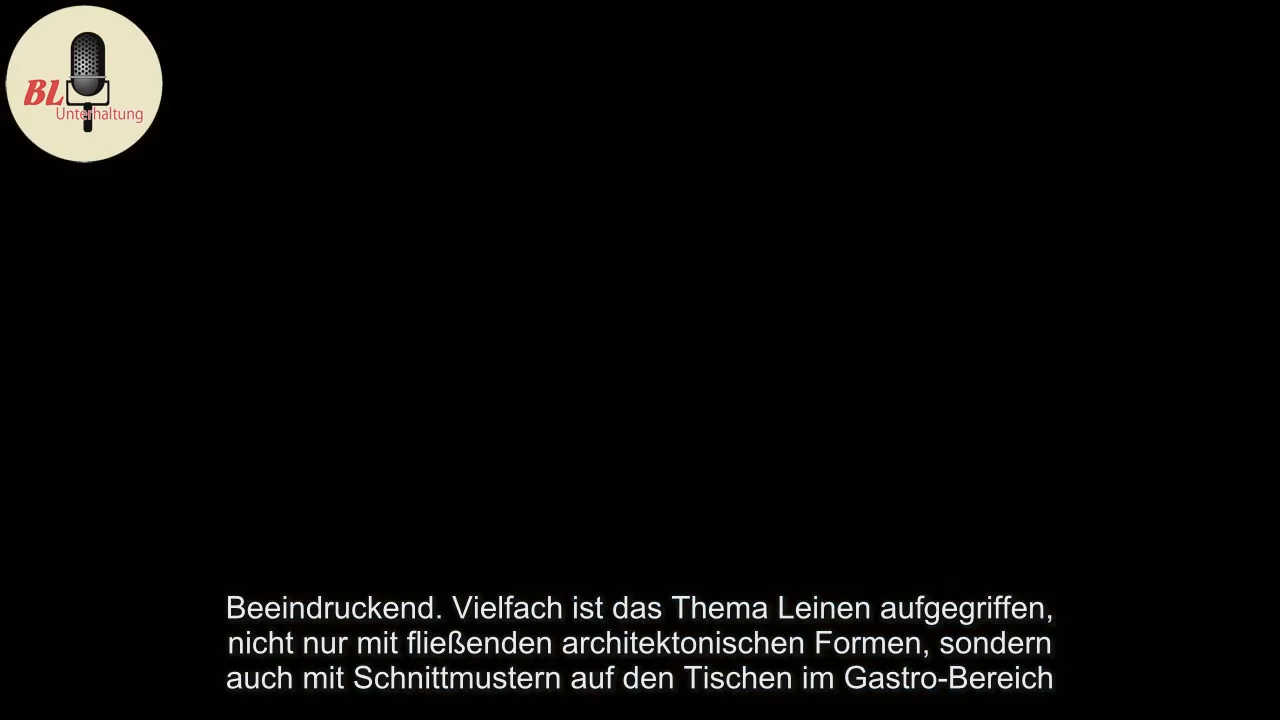 BL
Unterhaltung
Beeindruckend. Vielfach ist das Thema Leinen aufgegriffen,
nicht nur mit fließenden architektonischen Formen, sondern
auch mit Schnittmustern auf den Tischen im Gastro-Bereich